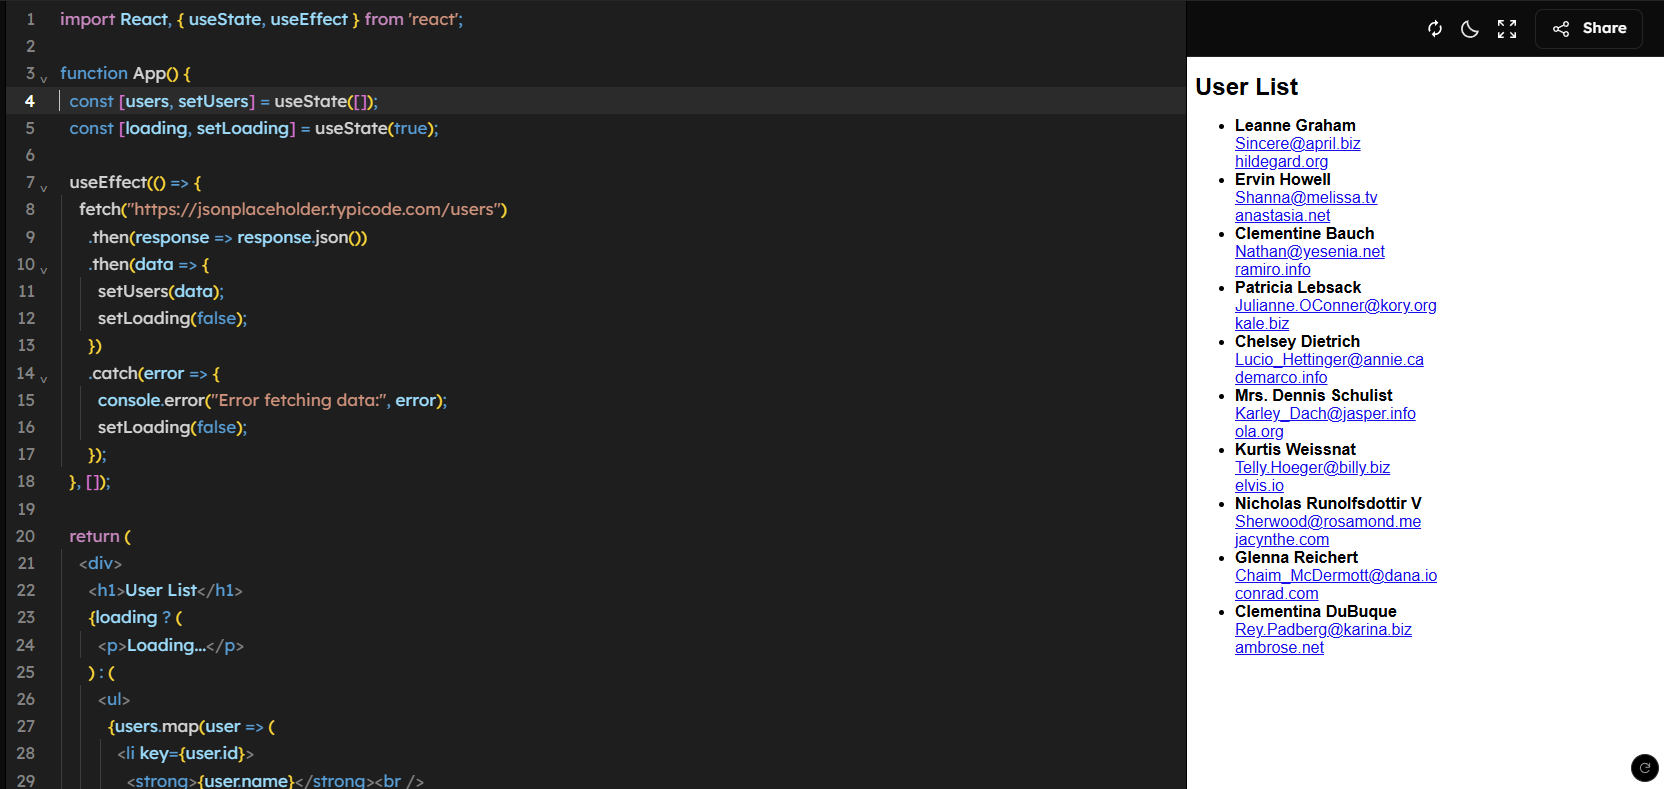 1 import React, { useState, useEffect } from 'react';
2
3 function App() {
4 const [users, setUsers] = useState([]);
5 const [loading, setLoading] = useState(true);
6
7 useEffect(() => {
8 fetch("https://jsonplaceholder.typicode.com/users")
9 .then(response => response.json())
10 .then(data => {
11 setUsers(data);
12 setLoading(false);
13 })
14 .catch(error => {
15 console.error("Error fetching data:", error);
16 setLoading(false);
17 });
18 }, []);
19
20 return (
21 <div>
22 <h1>User List</h1>
23 {loading ? (
24 <p>Loading...</p>
25 ) : (
26 <ul>
27 {users.map(user => (
28 <li key={user.id}>
29 <strong>{user.name}</strong><br />
Share
User List
• Leanne Graham
Sincere@april.biz
hildegard.org
• Ervin Howell
Shanna@melissa.tv
anastasia.net
• Clementine Bauch
Nathan@yesenia.net
ramiro.info
• Patricia Lebsack
Julianne.OConner@kory.org
kale.biz
• Chelsey Dietrich
Lucio_Hettinger@annie.ca
demarco.info
• Mrs. Dennis Schulist
Karley_Dach@jasper.info
ola.org
• Kurtis Weissnat
Telly.Hoeger@billy.biz
elvis.io
• Nicholas Runolfsdottir V
Sherwood@rosamond.me
jacynthe.com
• Glenna Reichert
Chaim_McDermott@dana.io
conrad.com
• Clementina DuBuque
Rey.Padberg@karina.biz
ambrose.net